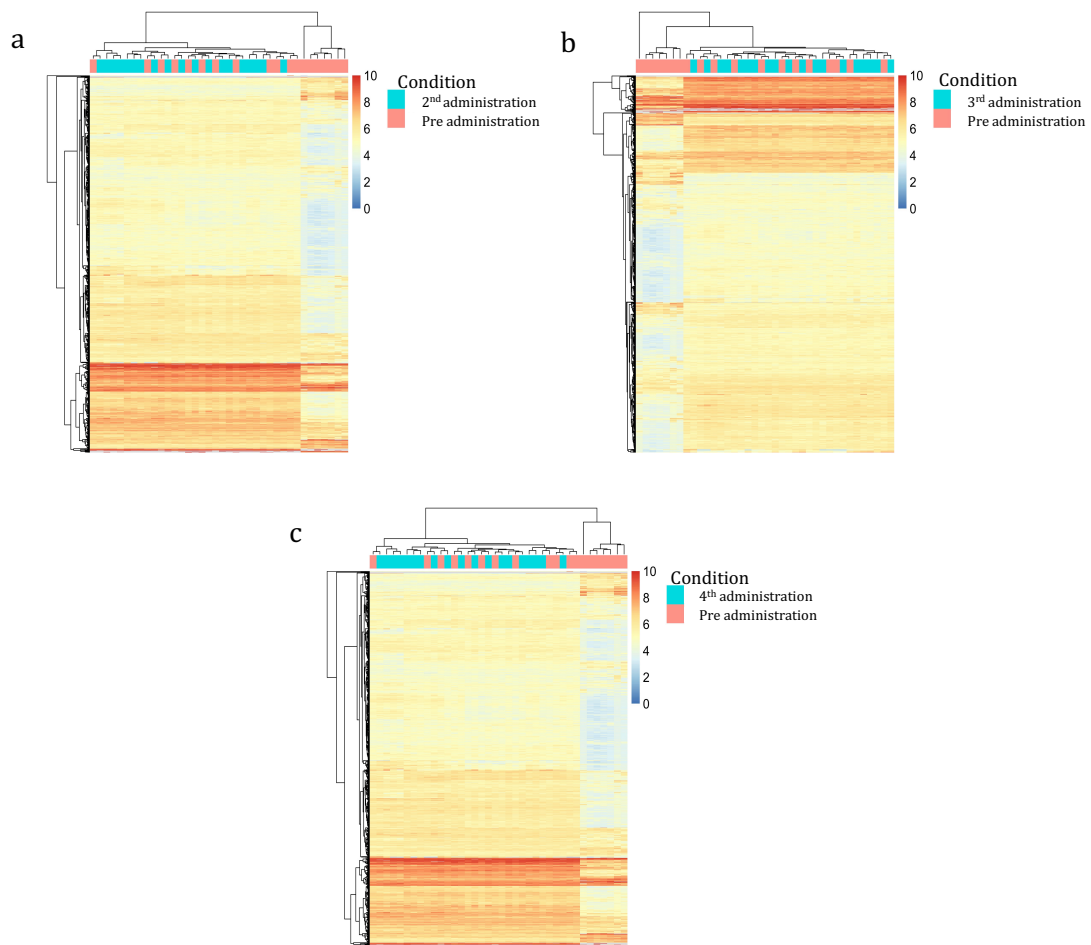 a
Condition
2nd administration
Pre administration
10
8
6
4
2
0
b
Condition
3rd administration
Pre administration
10
8
6
4
2
0
c
Condition
4th administration
Pre administration
10
8
6
4
2
0